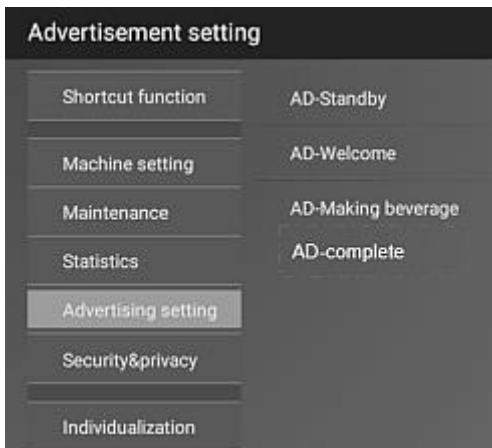 Advertisement setting
Shortcut function
Machine setting
Maintenance
Statistics
Advertising setting
Security&privacy
Individualization
AD-Standby
AD-Welcome
AD-Making beverage
AD-complete